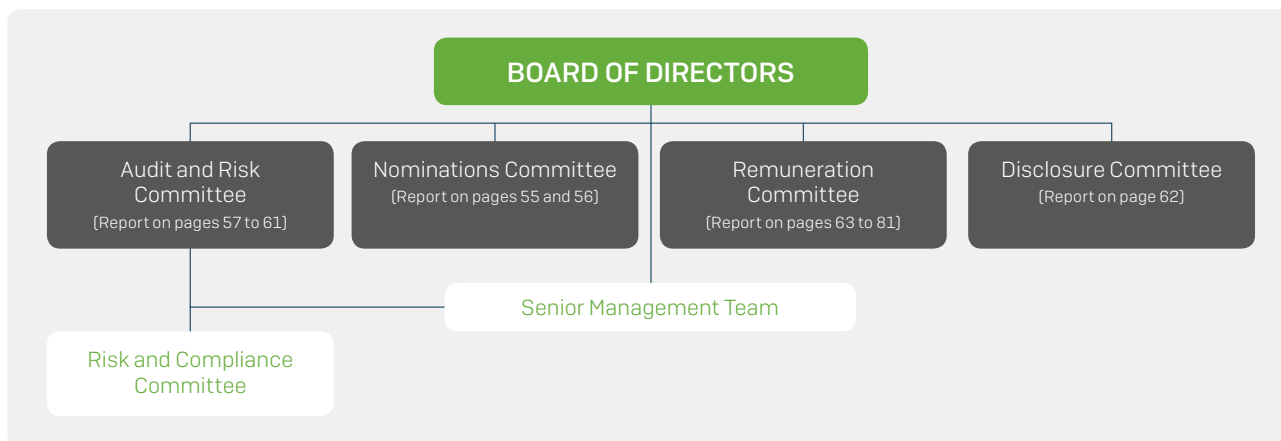 BOARD OF DIRECTORS
Audit and Risk
Committee
(Report on pages 57 to 61)
Nominations Committee
(Report on pages 55 and 56)
Remuneration
Committee
(Report on pages 63 to 81)
Disclosure Committee
(Report on page 62)
Senior Management Team
Risk and Compliance
Committee